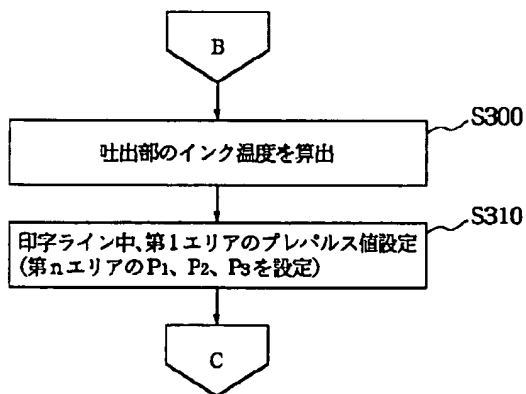 B
S300
吐出部のインク温度を算出
S310
印字ライン中、第1エリアのプレパルス値設定
(第nエリアのP1、P2、P3を設定)
C